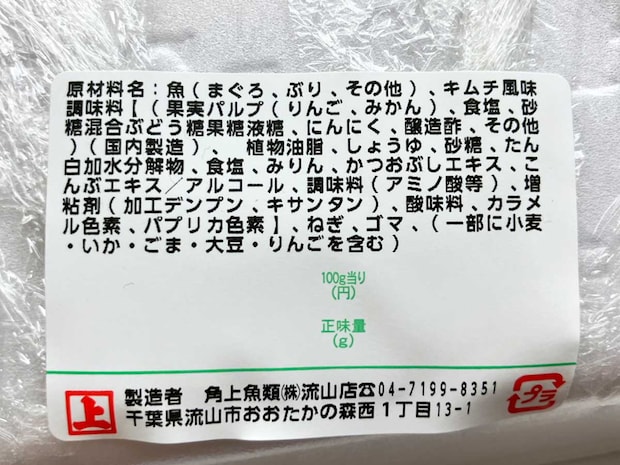 原材料名：魚（まぐろ、ぶり、その他）、キムチ風味
調味料【（果実パルプ（りんご、みかん）、食塩、砂
糖混合ぶどう糖果糖液糖、にんにく、醸造酢、その他
）（国内製造）、　植物油脂、しょうゆ、砂糖、たん
白加水分解物、食塩、みりん、かつおぶしエキス、こ
んぶエキス／アルコール、調味料（アミノ酸等）、増
粘剤（加工デンプン、キサンタン）、酸味料、カラメ
ル色素、パプリカ色素】、ねぎ、ゴマ、（一部に小麦
・いか・ごま・大豆・りんごを含む）
100g当り
(円)
正味量
(g)
上
製造者　角上魚類㈱流山店☎04-7199-8351
千葉県流山市おおたかの森西1丁目13-1
プラ